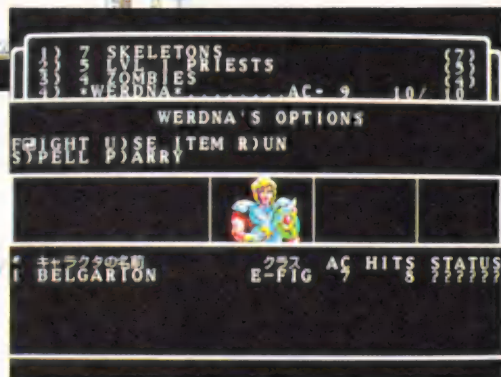 1) 7 SKELETONS (7)
2) 5 LVL 1 PRIESTS (5)
3) 4 ZOMBIES (4)
4) *WERDNA*........AC= 9 10/ 10
WERDNA'S OPTIONS
F)IGHT U)SE ITEM R)UN
S)PELL P)ARRY
# キャラクタの名前 クラス AC HITS STATUS
1 BELGARION E-FIG 7 8 ??????